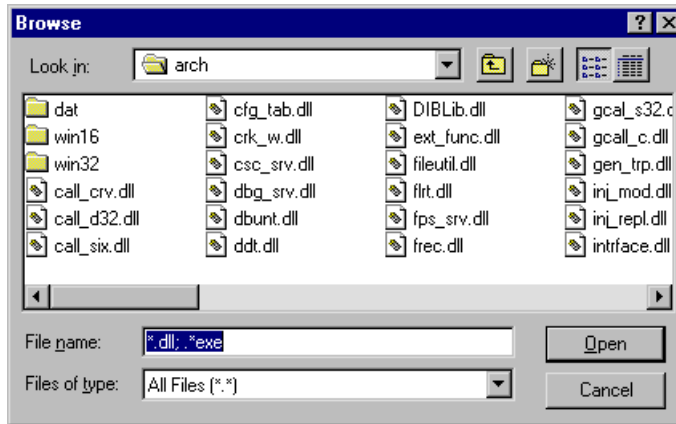 Browse
Look in: arch
dat cfg_tab.dll DIBLib.dll gcal_s32.d
win16 crk_w.dll ext_func.dll gcall_c.dll
win32 csc_srv.dll fileutil.dll gen_trp.dll
call_crv.dll dbg_srv.dll flrt.dll inj_mod.dll
call_d32.dll dbunt.dll fps_srv.dll inj_repl.dll
call_six.dll ddt.dll frec.dll intrface.dll
File name: *.dll; .*exe Open
Files of type: All Files (*.*) Cancel